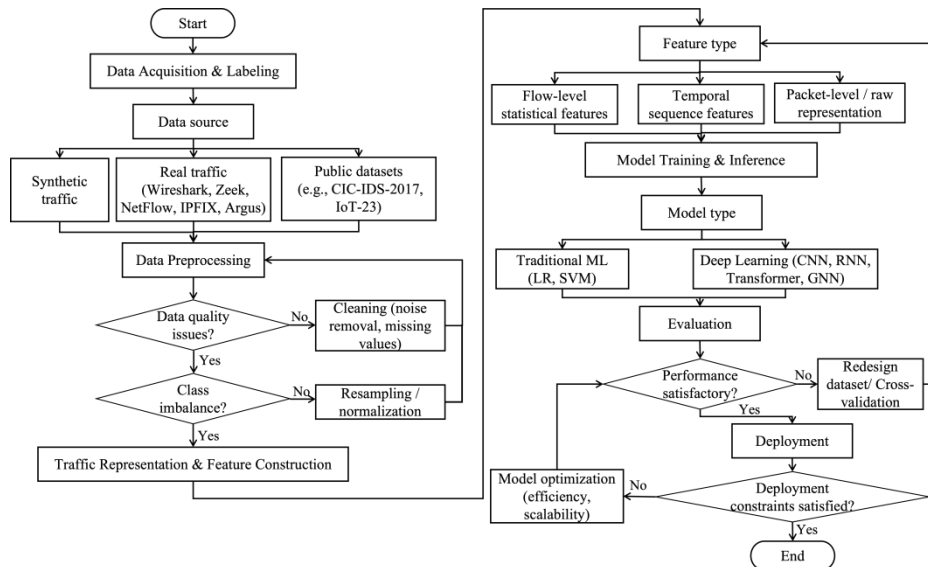 Start
Data Acquisition & Labeling
Data source
Synthetic
traffic
Real traffic
(Wireshark, Zeek,
NetFlow, IPFIX, Argus)
Public datasets
(e.g., CIC-IDS-2017,
IoT-23)
Data Preprocessing
Data quality
issues?
No
Cleaning (noise
removal, missing
values)
Yes
Class
imbalance?
No
Resampling /
normalization
Yes
Traffic Representation & Feature Construction
Feature type
Flow-level
statistical features
Temporal
sequence features
Packet-level / raw
representation
Model Training & Inference
Model type
Traditional ML
(LR, SVM)
Deep Learning (CNN, RNN,
Transformer, GNN)
Evaluation
Performance
satisfactory?
No
Redesign
dataset/ Cross-
validation
Yes
Deployment
Deployment
constraints satisfied?
No
Model optimization
(efficiency,
scalability)
Yes
End